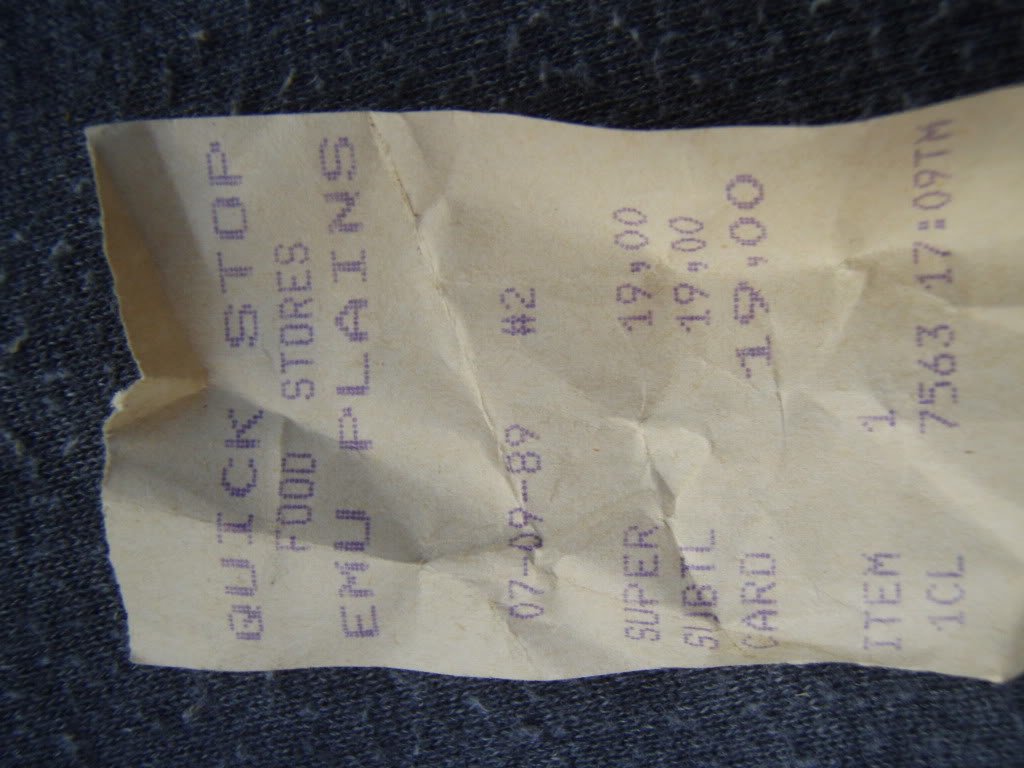 QUICK STOP
FOOD STORES
EMU PLAINS
07-09-89 #2
SUPER 19,00
SUBTL 19,00
CARD 19,00
ITEM 1
1CL 7563 17:09TM